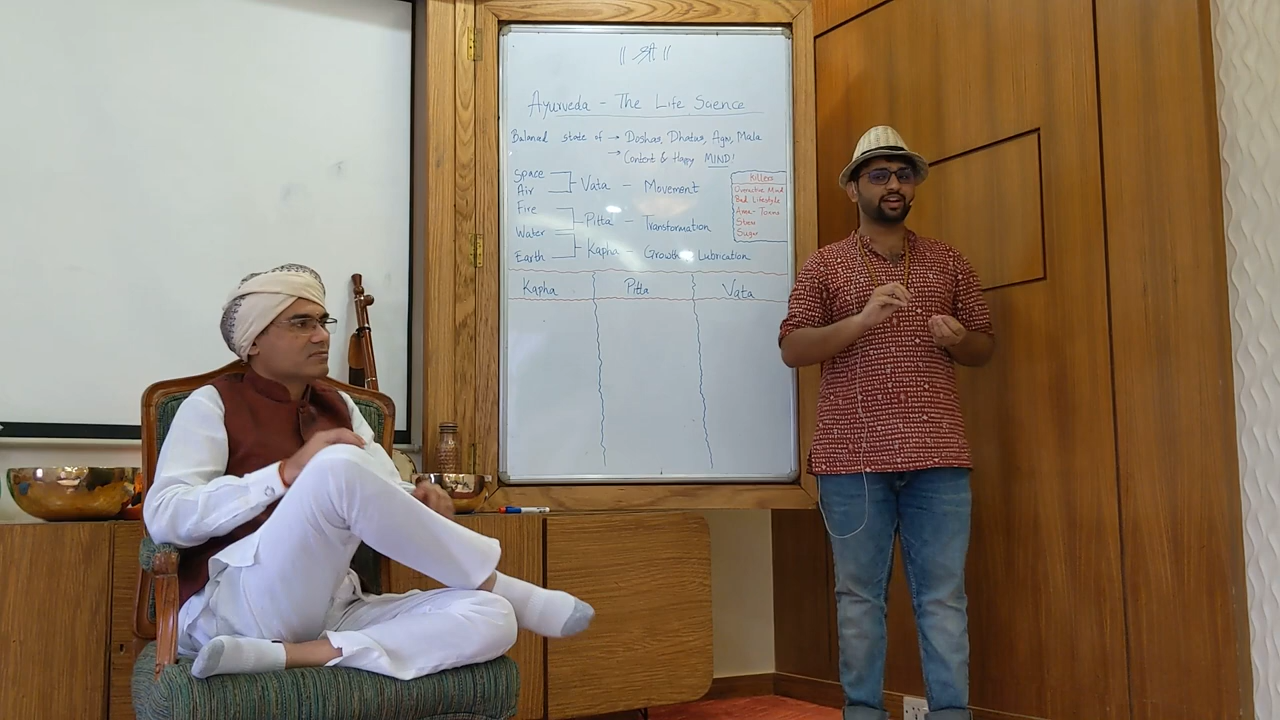 || श्री ||
Ayurveda - The Life Science
Balanced state of → Doshas, Dhatus, Agni, Mala
→ Content & Happy MIND!
Space
Air
Vata - Movement
Fire
Water
Pitta - Transformation
Earth
Kapha - Growth & Lubrication
Killers
Overactive Mind
Bad Lifestyle
Ama - Toxins
Stress
Sugar
Kapha Pitta Vata